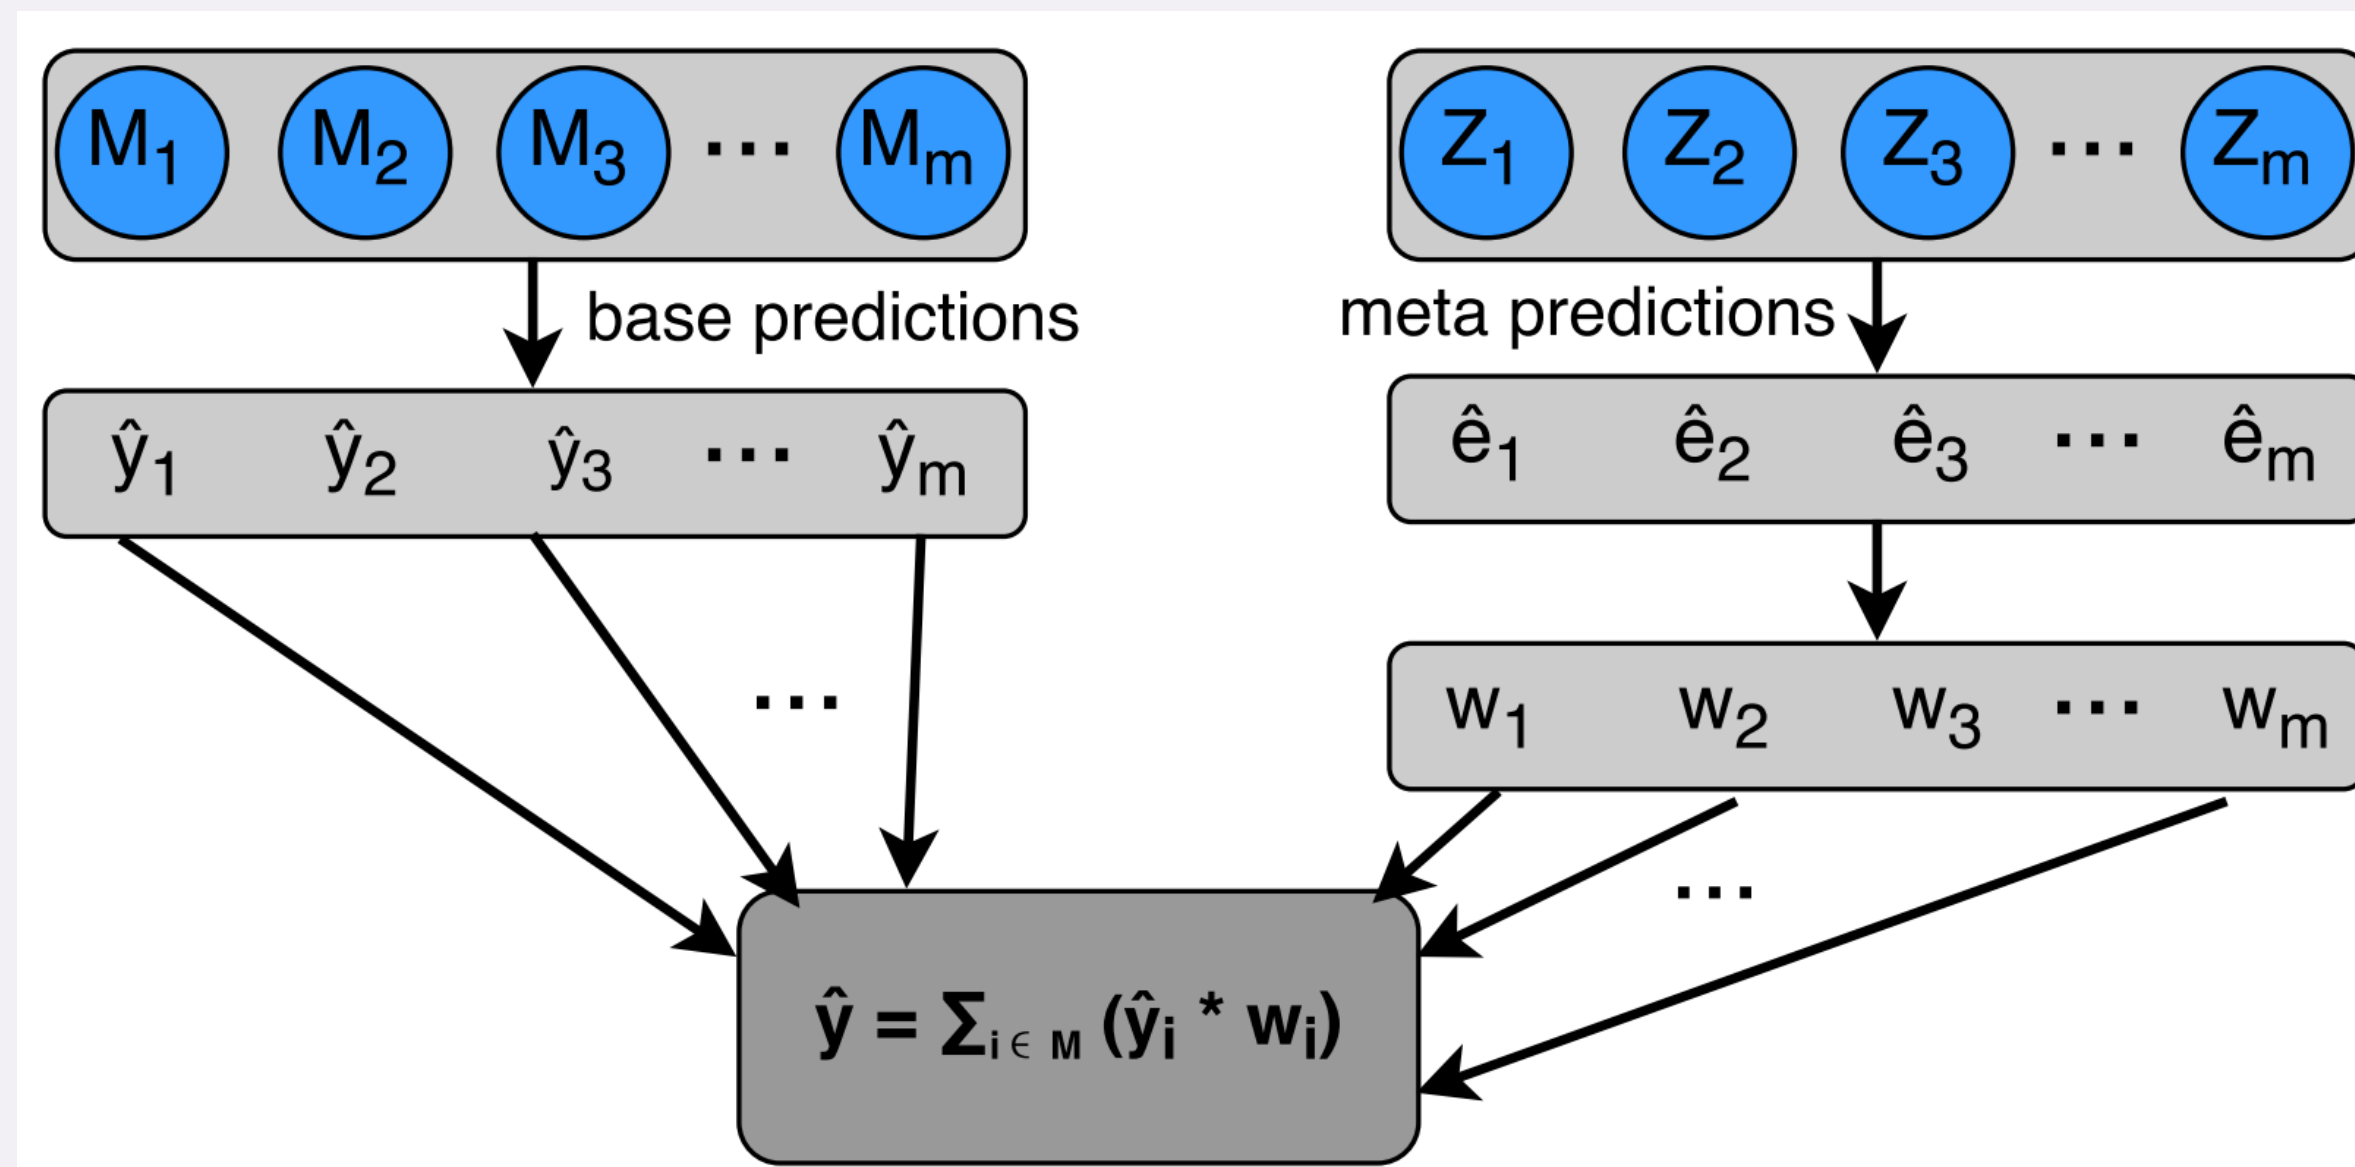 M₁ M₂ M₃ ... Mₘ
Z₁ Z₂ Z₃ ... Zₘ
base predictions
meta predictions
ŷ₁ ŷ₂ ŷ₃ ... ŷₘ
ê₁ ê₂ ê₃ ... êₘ
w₁ w₂ w₃ ... wₘ
...
...
ŷ = Σ i ∈ M (ŷᵢ * wᵢ)